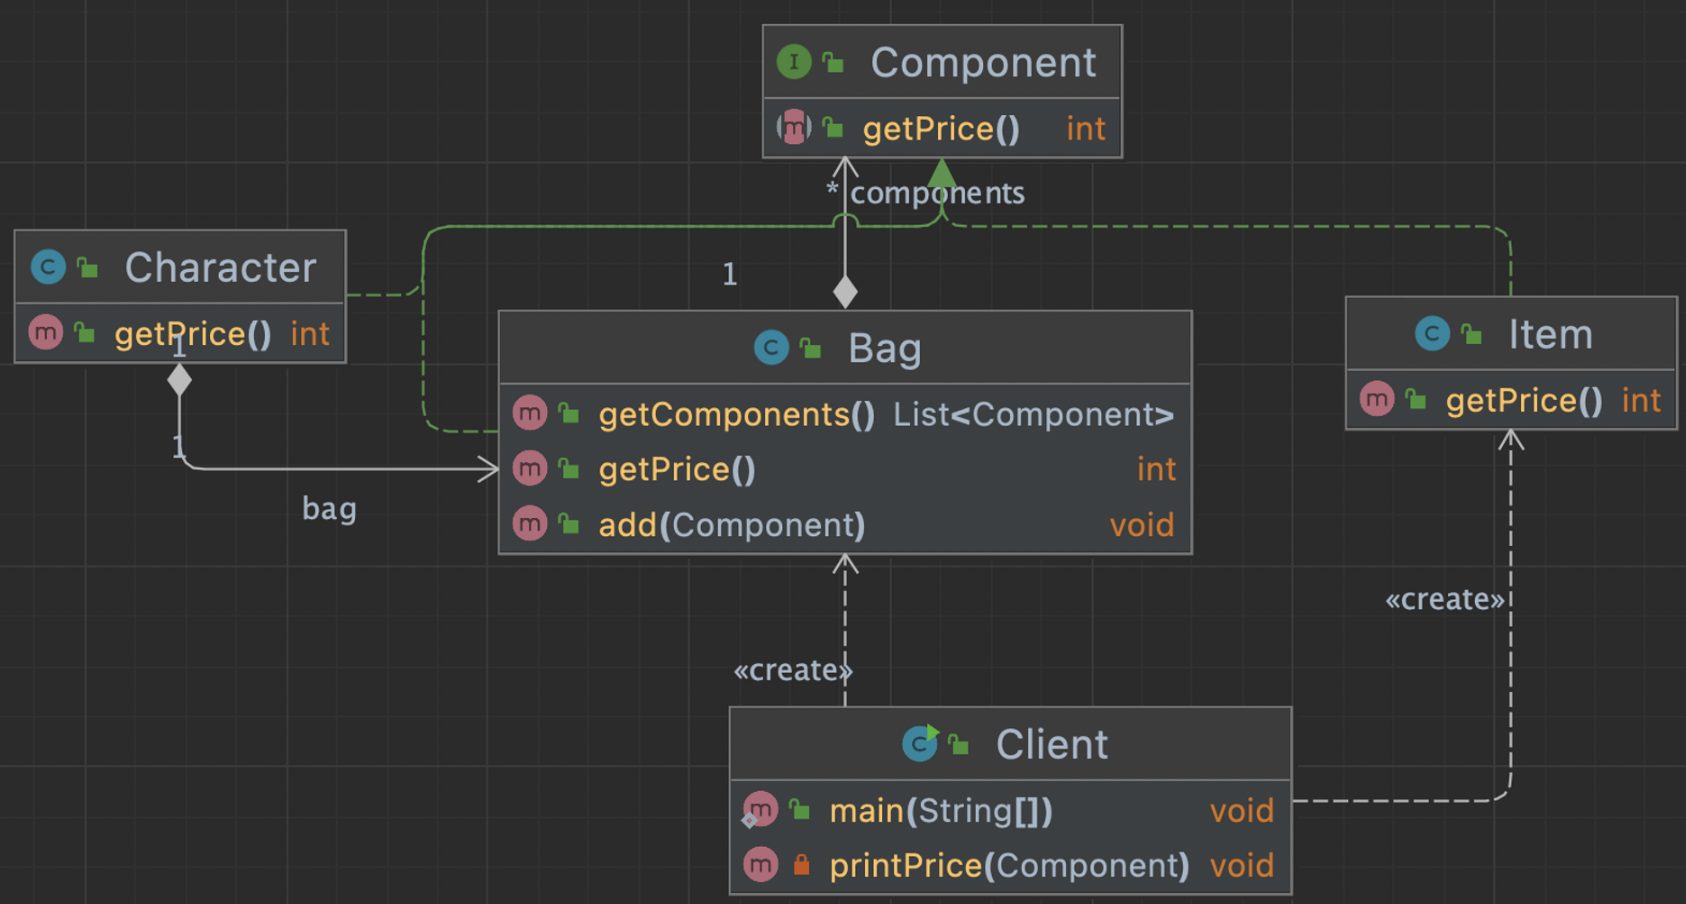 I Component
m getPrice() int
* components
1
C Character
m getPrice() int
1
1
bag
C Bag
m getComponents() List<Component>
m getPrice() int
m add(Component) void
C Item
m getPrice() int
«create»
«create»
C Client
m main(String[]) void
m printPrice(Component) void